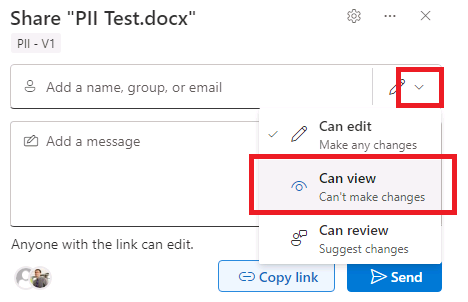 Share "PII Test.docx"
PII - V1
Add a name, group, or email
Add a message
Can edit
Make any changes
Can view
Can't make changes
Can review
Suggest changes
Anyone with the link can edit.
Copy link
Send